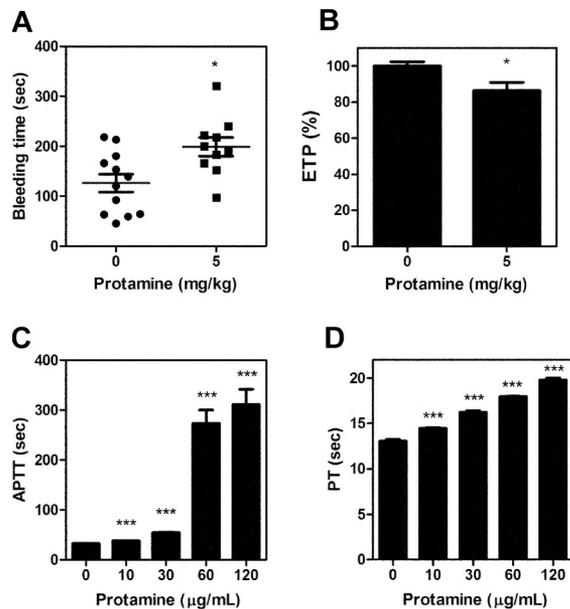 A
Bleeding time (sec)
400
300
200
100
0
*
0 5
Protamine (mg/kg)
B
ETP (%)
120
100
80
60
40
20
0
*
0 5
Protamine (mg/kg)
C
APTT (sec)
400
300
200
100
0
*** *** *** ***
0 10 30 60 120
Protamine (μg/mL)
D
PT (sec)
20
15
10
5
0
*** *** *** ***
0 10 30 60 120
Protamine (μg/mL)